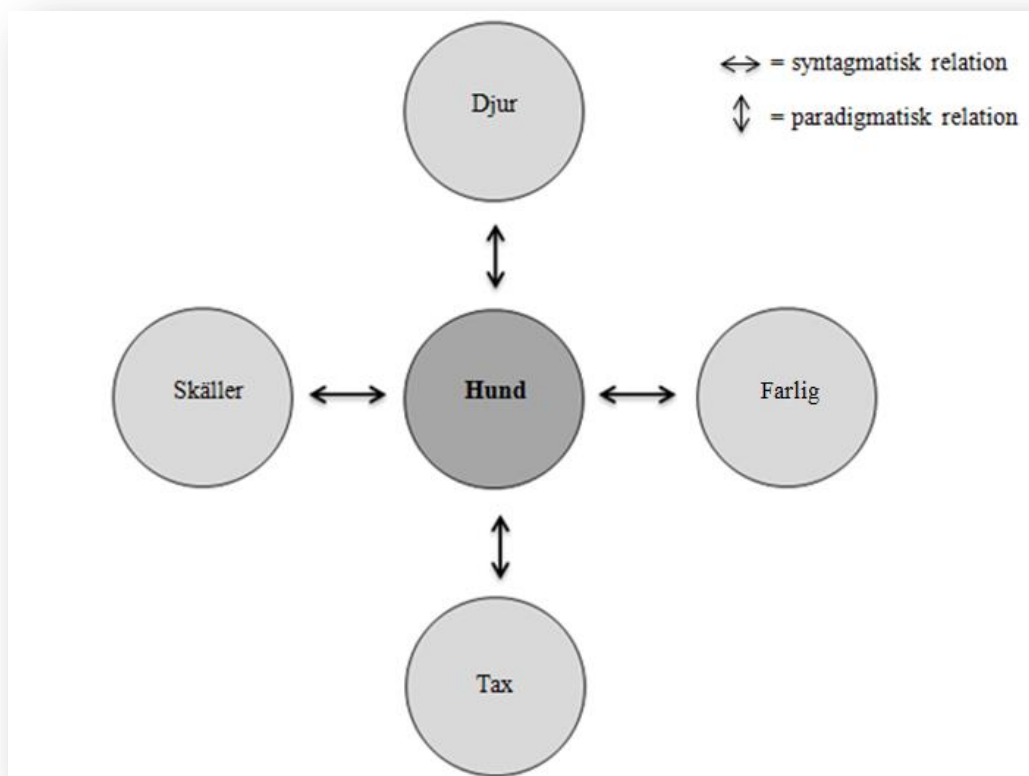 Djur
↔ = syntagmatisk relation
↕ = paradigmatisk relation
Skäller
Hund
Farlig
Tax